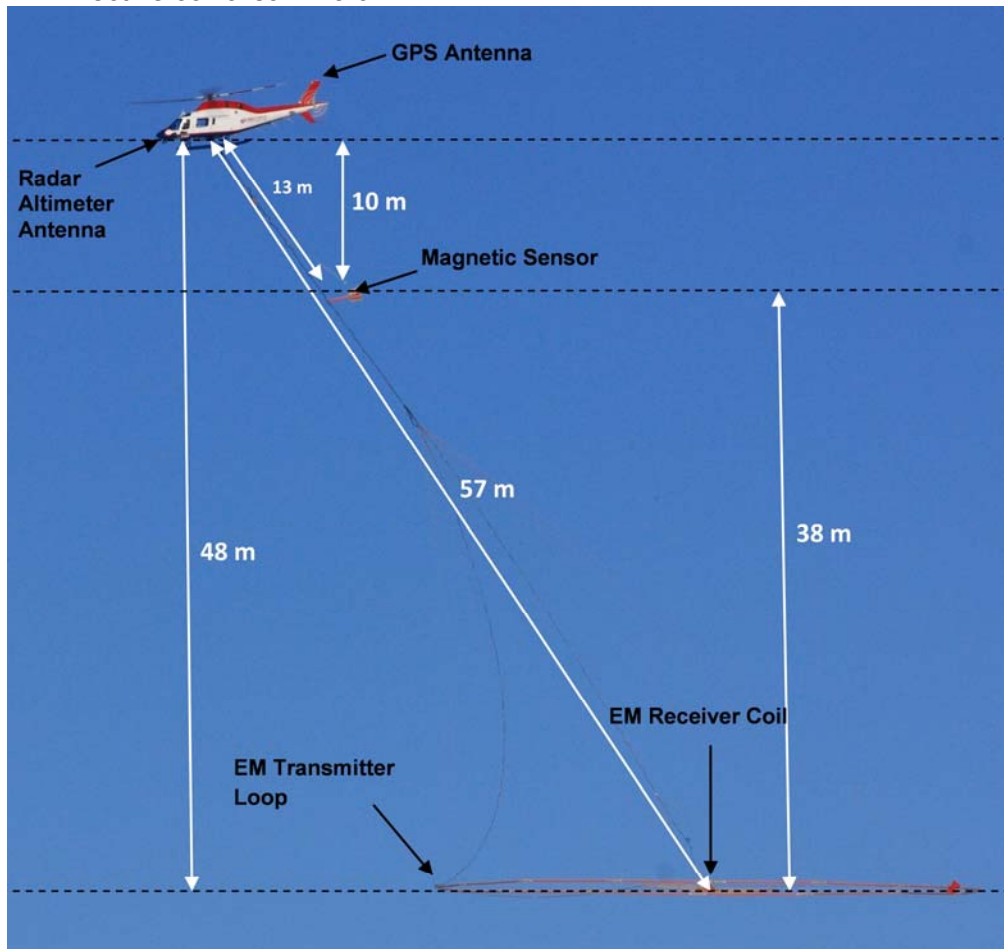 GPS Antenna
Radar
Altimeter
Antenna
13 m
10 m
Magnetic Sensor
57 m
48 m
38 m
EM Receiver Coil
EM Transmitter
Loop